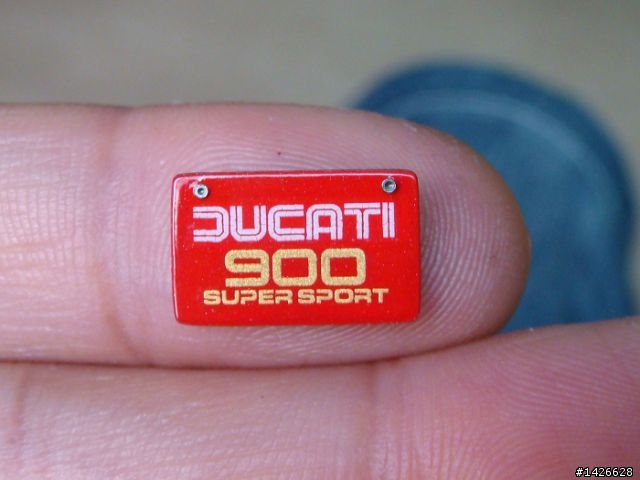 DUCATI
900
SUPER SPORT
#1426628